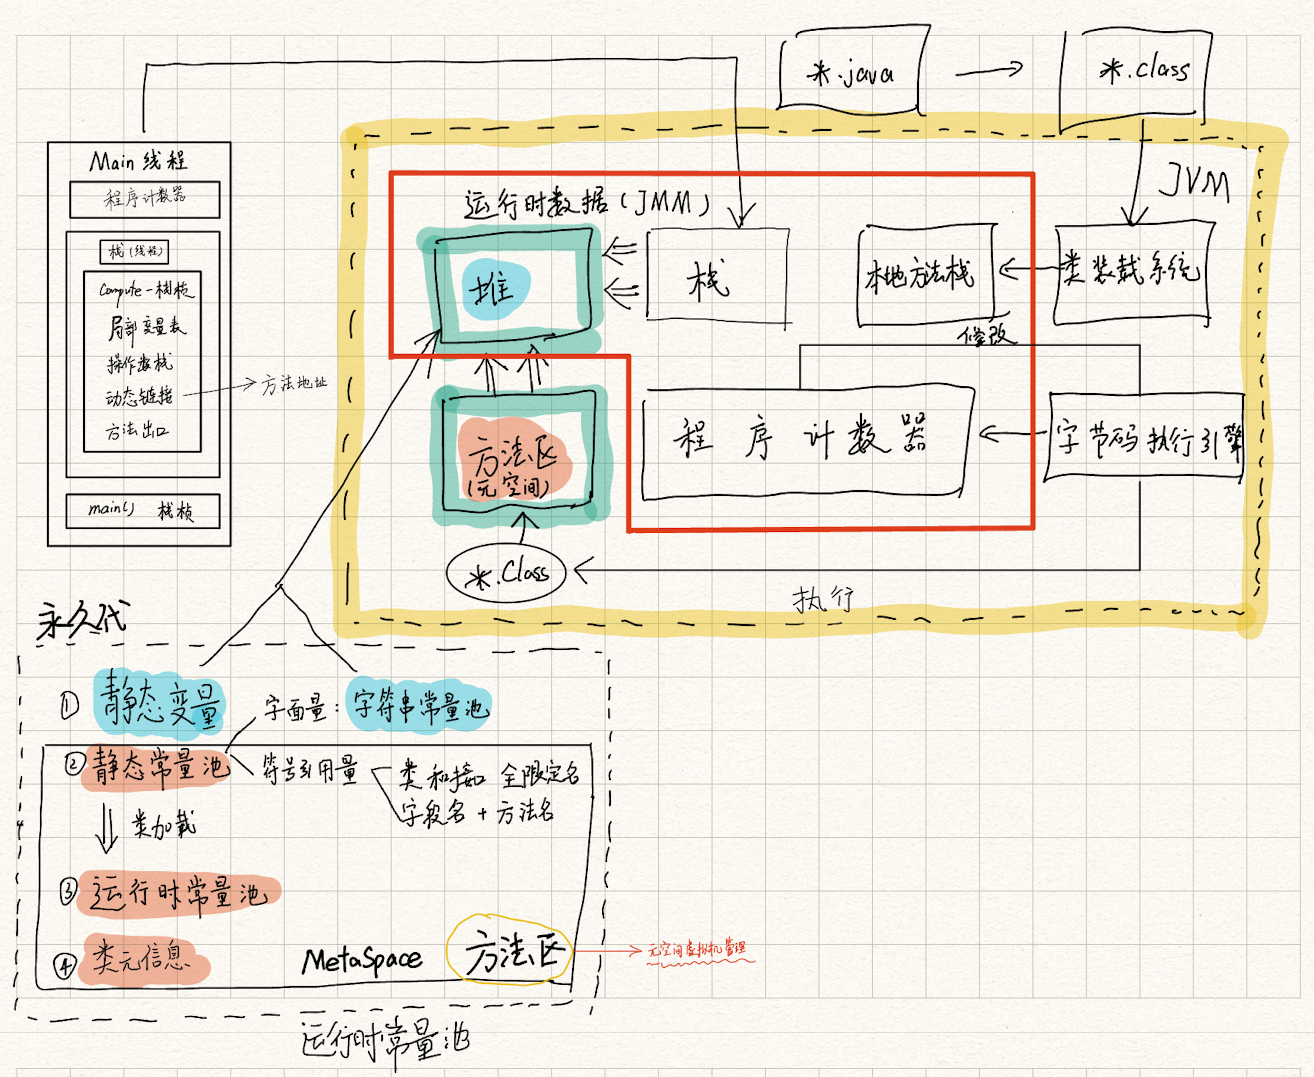 *.java
*.class
JVM
Main 线程
程序计数器
栈(线程)
Compute-栈桢
局部变量表
操作数栈
动态链接
方法地址
方法出口
main() 栈桢
运行时数据(JMM)
堆
栈
本地方法栈
类装载系统
修改
方法区
(元空间)
程序计数器
字节码执行引擎
*.Class
执行
永久代
① 静态变量
字面量: 字符串常量池
② 静态常量池
符号引用量
类和接口 全限定名
字段名 + 方法名
类加载
③ 运行时常量池
④ 类元信息
MetaSpace
方法区
元空间虚拟机管理
运行时常量池